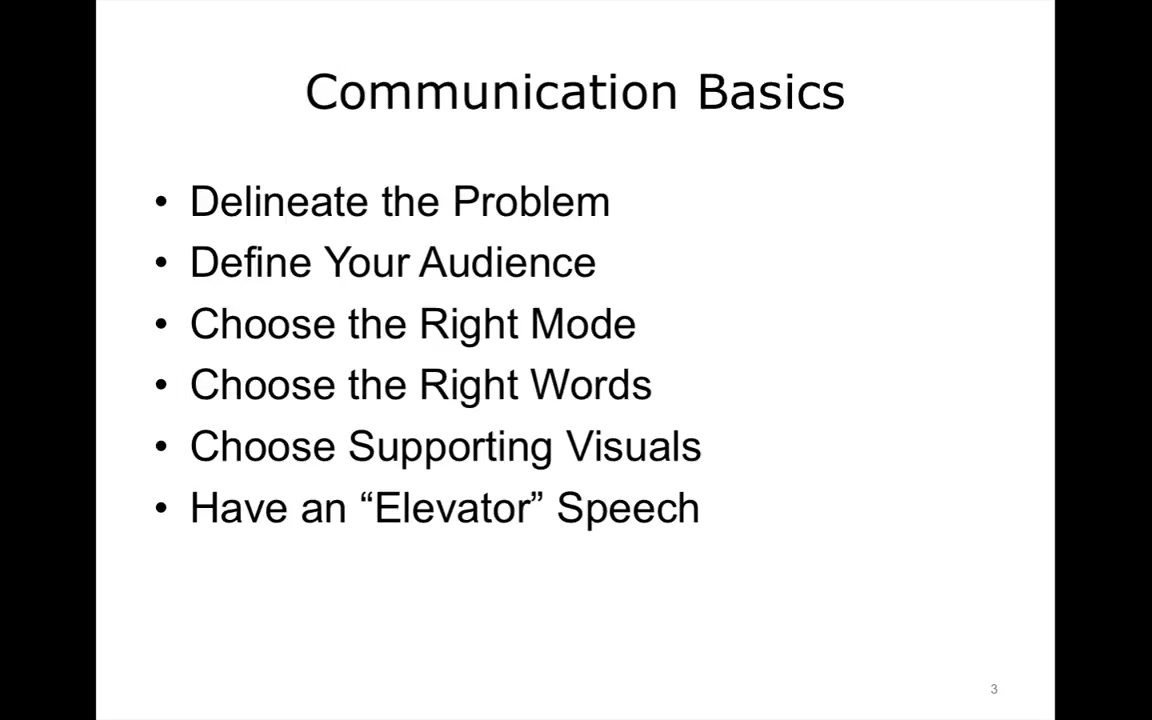 Communication Basics
• Delineate the Problem
• Define Your Audience
• Choose the Right Mode
• Choose the Right Words
• Choose Supporting Visuals
• Have an “Elevator” Speech
3